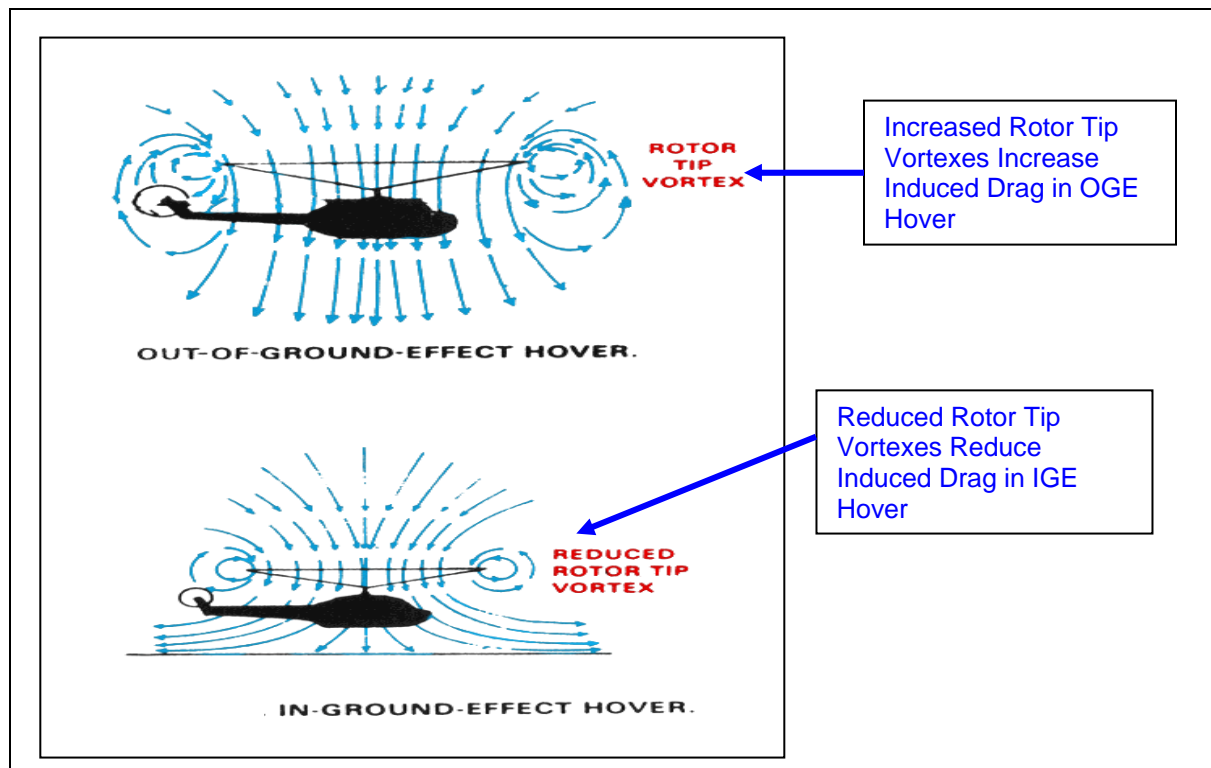 ROTOR
TIP
VORTEX
Increased Rotor Tip
Vortexes Increase
Induced Drag in OGE
Hover
OUT-OF-GROUND-EFFECT HOVER.
Reduced Rotor Tip
Vortexes Reduce
Induced Drag in IGE
Hover
REDUCED
ROTOR TIP
VORTEX
IN-GROUND-EFFECT HOVER.